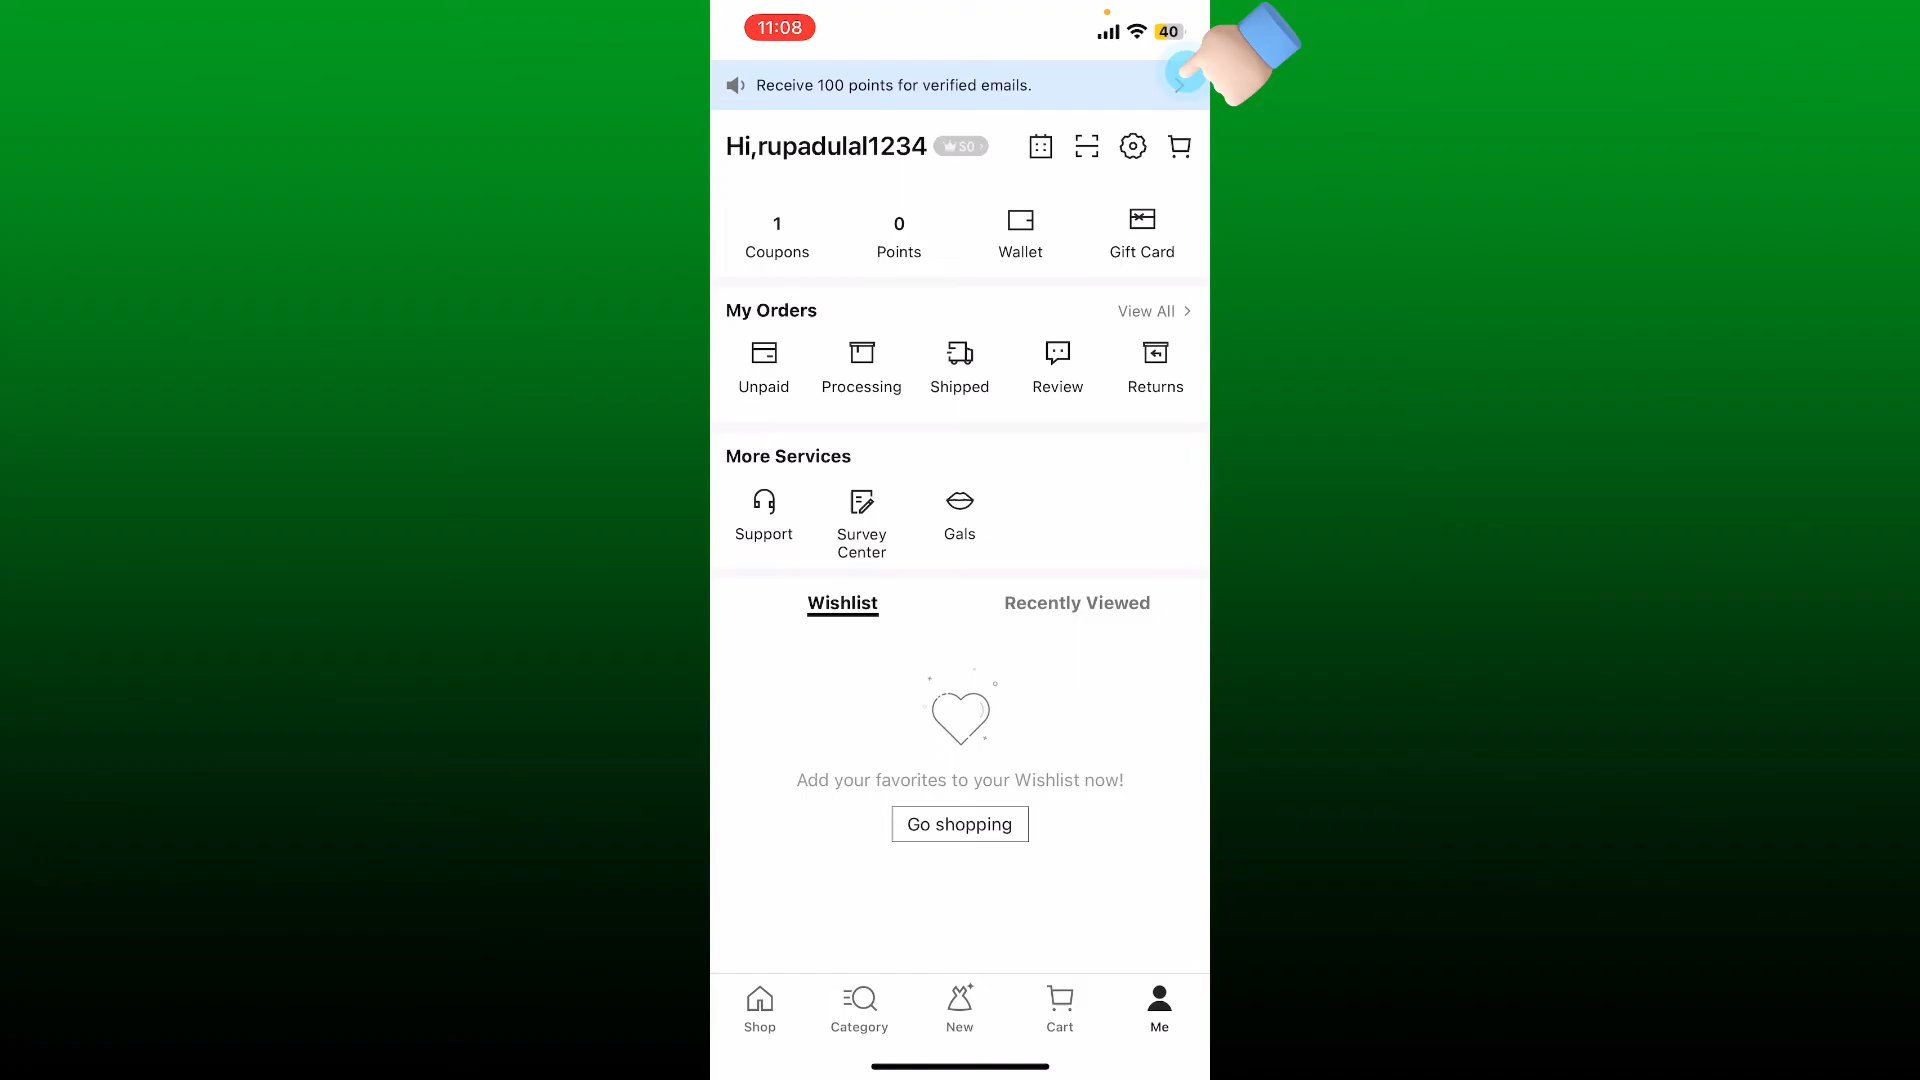 11:08
40
Receive 100 points for verified emails.
Hi,rupadulal1234 S0
1 0
Coupons Points Wallet Gift Card
My Orders View All
Unpaid Processing Shipped Review Returns
More Services
Support Survey Center Gals
Wishlist Recently Viewed
Add your favorites to your Wishlist now!
Go shopping
Shop Category New Cart Me